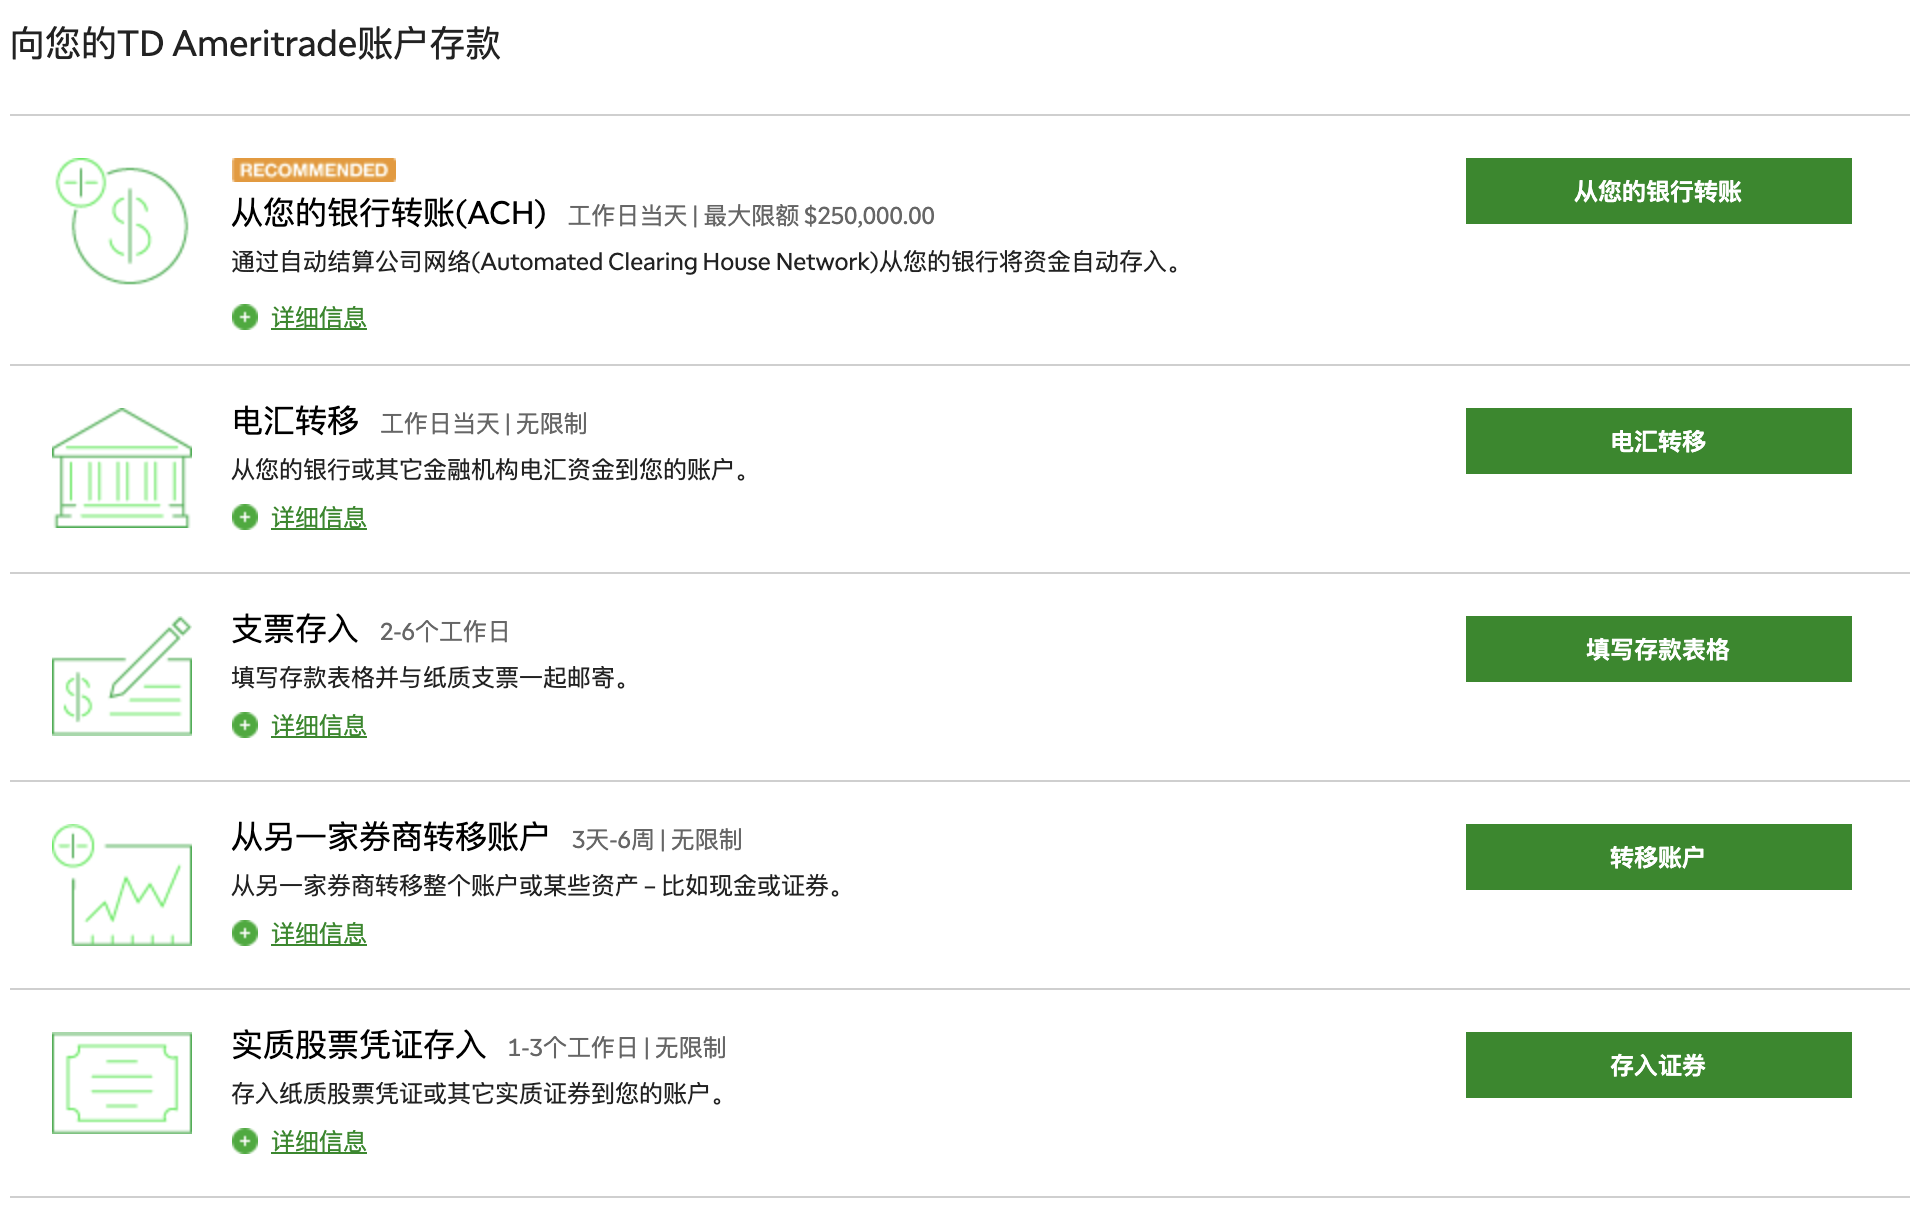 向您的TD Ameritrade账户存款
RECOMMENDED
从您的银行转账(ACH) 工作日当天 | 最大限额 $250,000.00
从您的银行转账
通过自动结算公司网络(Automated Clearing House Network)从您的银行将资金自动存入。
详细信息
电汇转移 工作日当天 | 无限制
电汇转移
从您的银行或其它金融机构电汇资金到您的账户。
详细信息
支票存入 2-6个工作日
填写存款表格
填写存款表格并与纸质支票一起邮寄。
详细信息
从另一家券商转移账户 3天-6周 | 无限制
转移账户
从另一家券商转移整个账户或某些资产 – 比如现金或证券。
详细信息
实质股票凭证存入 1-3个工作日 | 无限制
存入证券
存入纸质股票凭证或其它实质证券到您的账户。
详细信息